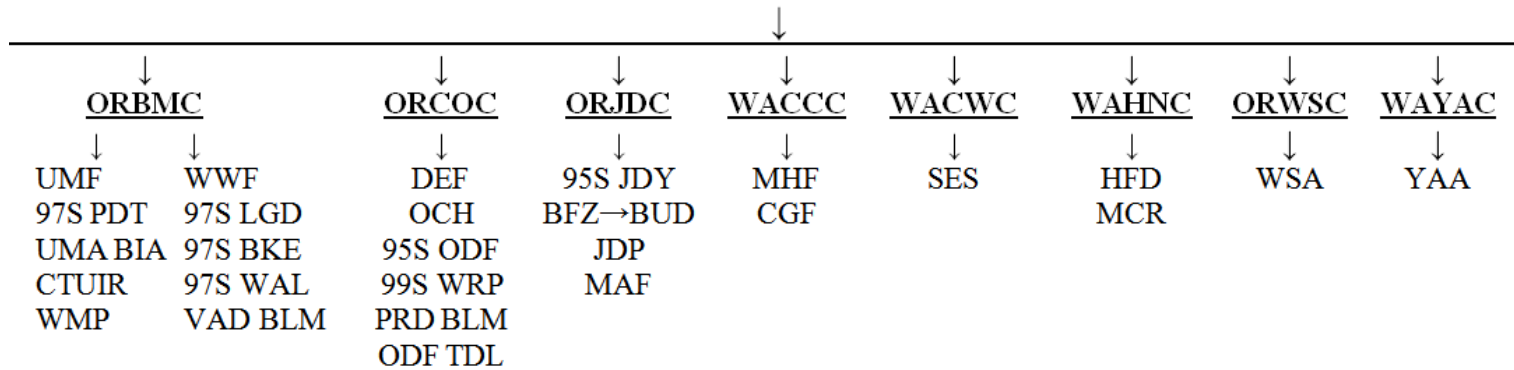 ↓
↓ ↓ ↓ ↓ ↓ ↓ ↓ ↓
ORBMC ORCOC ORJDC WACCC WACWC WAHNC ORWSC WAYAC
↓ ↓ ↓ ↓ ↓ ↓ ↓ ↓ ↓
UMF WWF DEF 95S JDY MHF SES HFD WSA YAA
97S PDT 97S LGD OCH BFZ→BUD CGF MCR
UMA BIA 97S BKE 95S ODF JDP
CTUIR 97S WAL 99S WRP MAF
WMP VAD BLM PRD BLM
ODF TDL